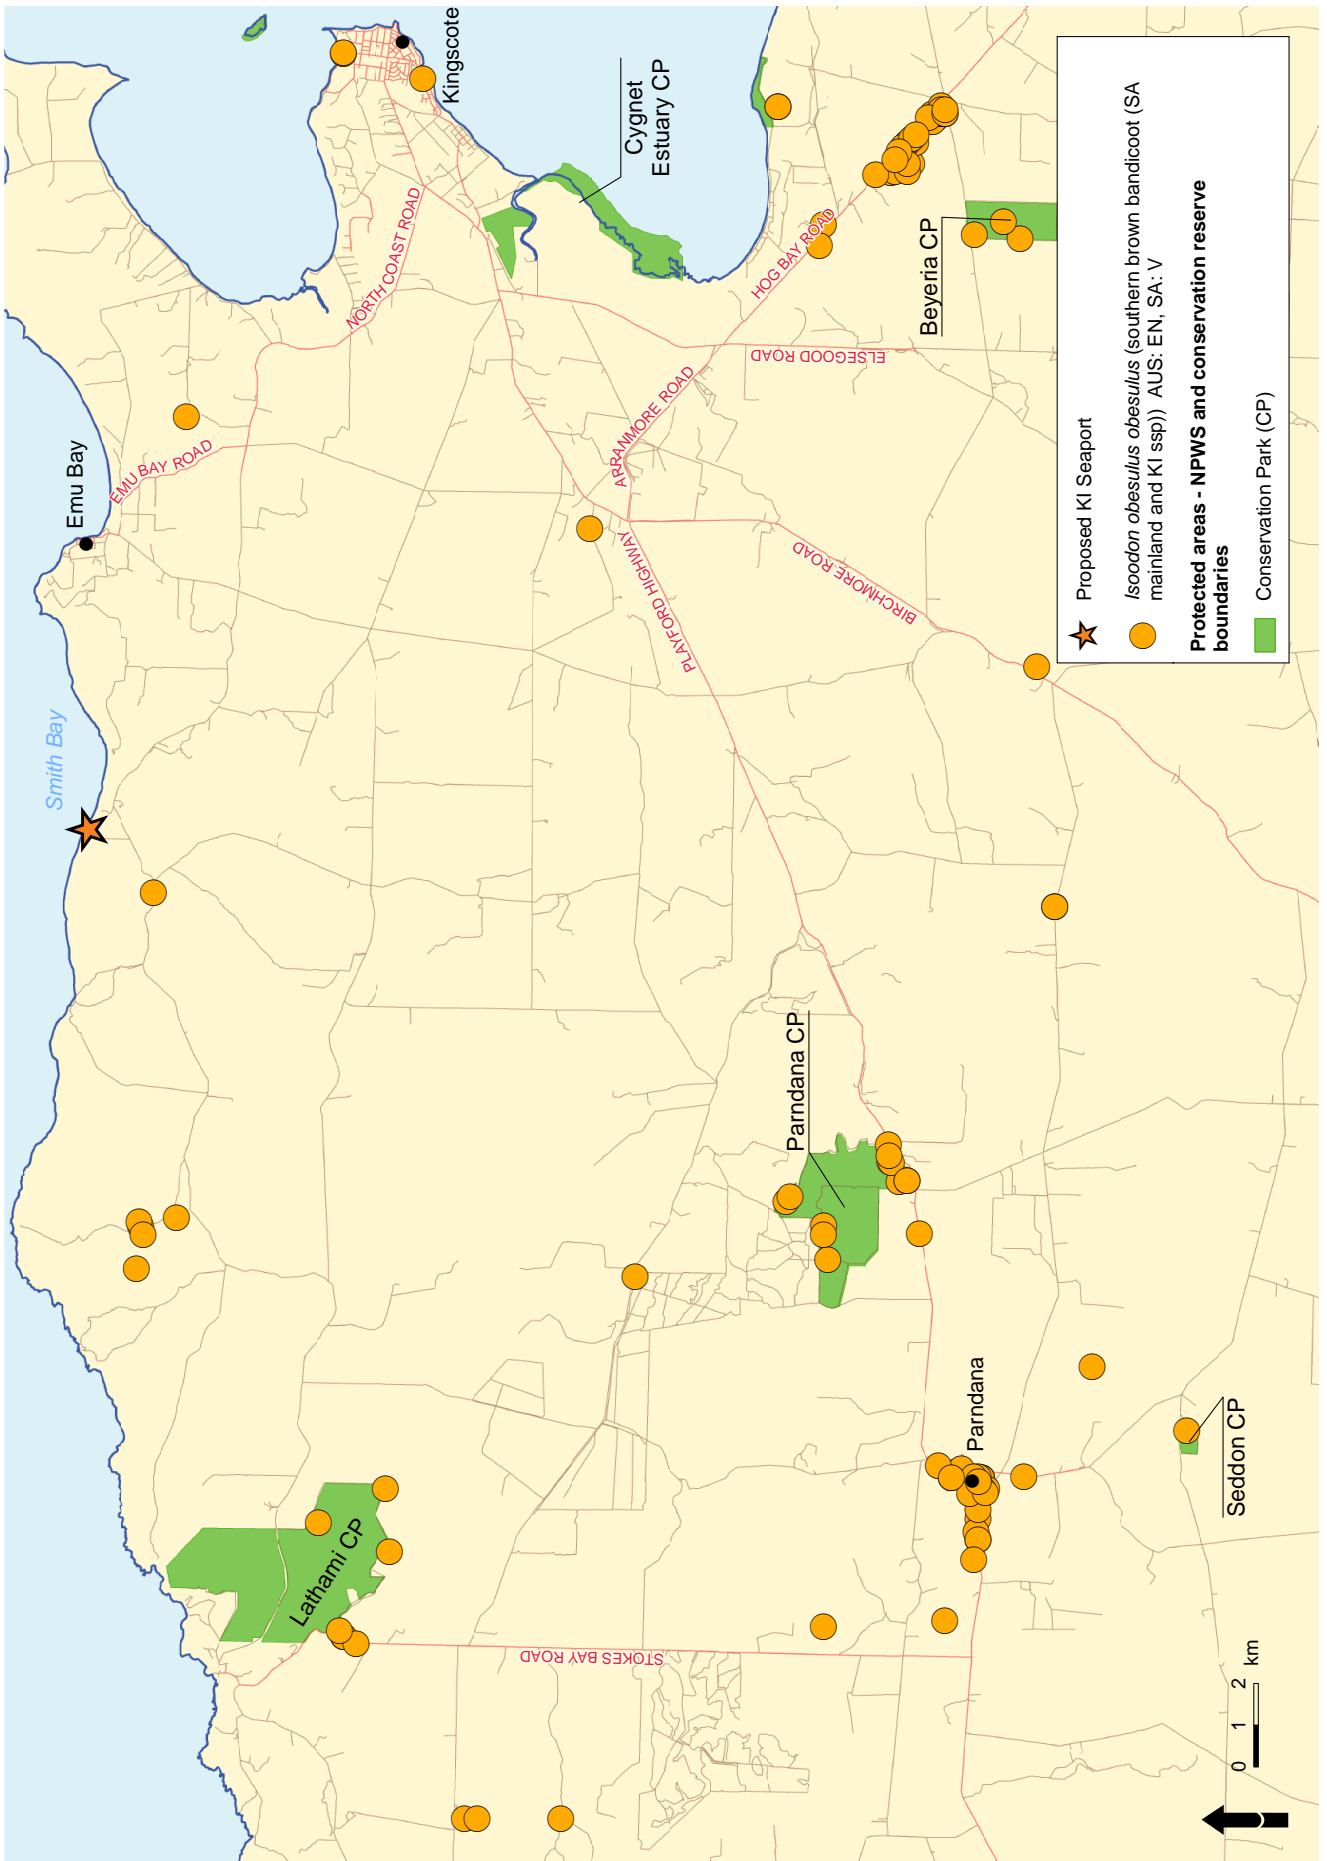 Smith Bay
Emu Bay
EMU BAY ROAD
NORTH COAST ROAD
Kingscote
Cygnet
Estuary CP
HOG BAY ROAD
Beyeria CP
ELSEGOOD ROAD
ARRANMORE ROAD
PLAYFORD HIGHWAY
BIRCHMORE ROAD
Parndana CP
Parndana
Seddon CP
Lathami CP
STOKES BAY ROAD
0 1 2
km
Proposed KI Seaport
Isoodon obesulus obesulus (southern brown bandicoot (SA
mainland and KI ssp)) AUS: EN, SA: V
Protected areas - NPWS and conservation reserve
boundaries
Conservation Park (CP)